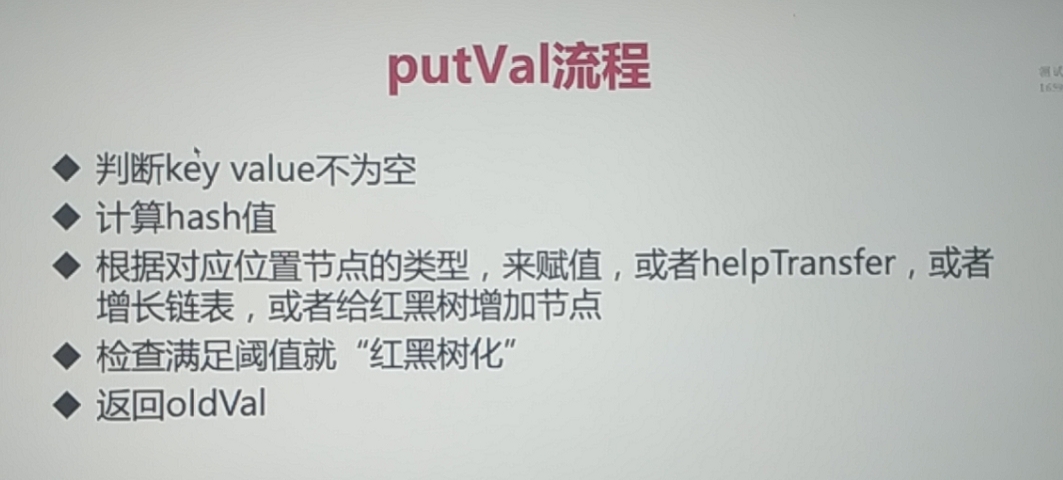 putVal流程
判断key value不为空
计算hash值
根据对应位置节点的类型，来赋值，或者helpTransfer，或者
增长链表，或者给红黑树增加节点
检查满足阈值就“红黑树化”
返回oldVal
测试